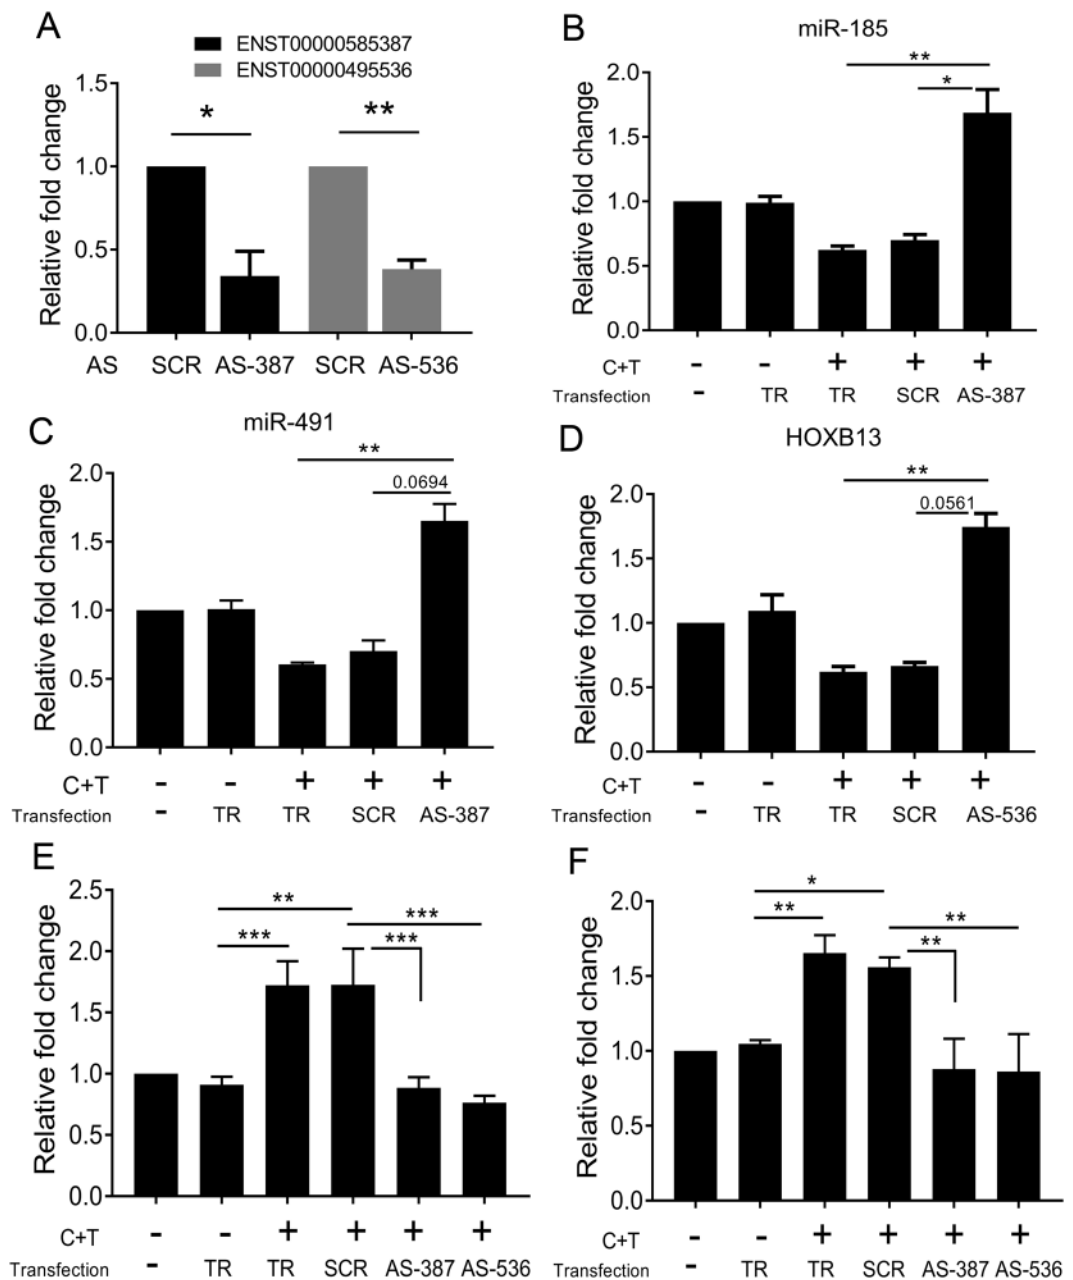 A
ENST00000585387
ENST00000495536
Relative fold change
1.5
1.0
0.5
0.0
*
**
AS SCR AS-387 SCR AS-536
B
miR-185
Relative fold change
2.0
1.5
1.0
0.5
0.0
**
*
C+T - - + + +
Transfection - TR TR SCR AS-387
C
miR-491
Relative fold change
2.0
1.5
1.0
0.5
0.0
**
0.0694
C+T - - + + +
Transfection - TR TR SCR AS-387
D
HOXB13
Relative fold change
2.0
1.5
1.0
0.5
0.0
**
0.0561
C+T - - + + +
Transfection - TR TR SCR AS-536
E
Relative fold change
2.5
2.0
1.5
1.0
0.5
0.0
**
***
***
***
C+T - - + + + +
Transfection - TR TR SCR AS-387 AS-536
F
Relative fold change
2.0
1.5
1.0
0.5
0.0
*
**
**
**
C+T - - + + + +
Transfection - TR TR SCR AS-387 AS-536